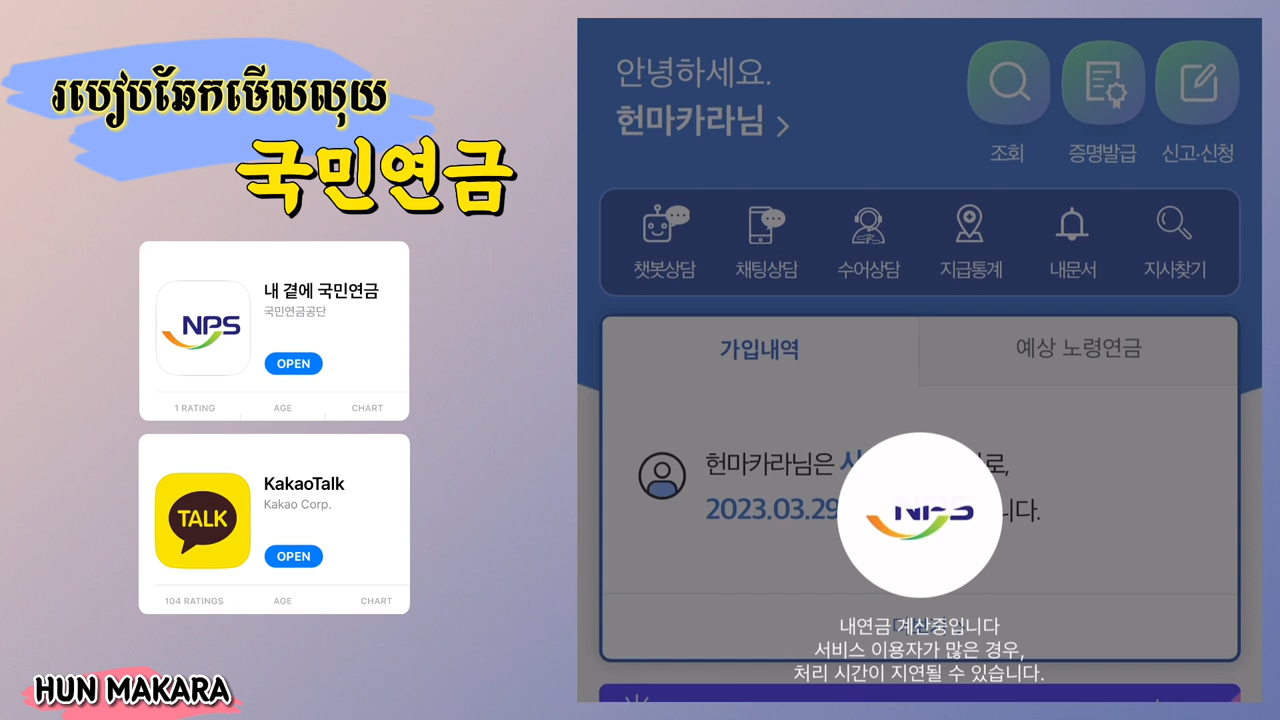 របៀបឆែកមើលលុយ
국민연금
내 곁에 국민연금
국민연금공단
NPS
OPEN
1 RATING AGE CHART
KakaoTalk
Kakao Corp.
TALK
OPEN
104 RATINGS AGE CHART
HUN MAKARA
안녕하세요.
헌마카라님
조회 증명발급 신고·신청
챗봇상담 채팅상담 수어상담 지급통계 내문서 지사찾기
가입내역 예상 노령연금
헌마카라님은
2023.03.29
NPS
내연금 계산중입니다
서비스 이용자가 많은 경우,
처리 시간이 지연될 수 있습니다.